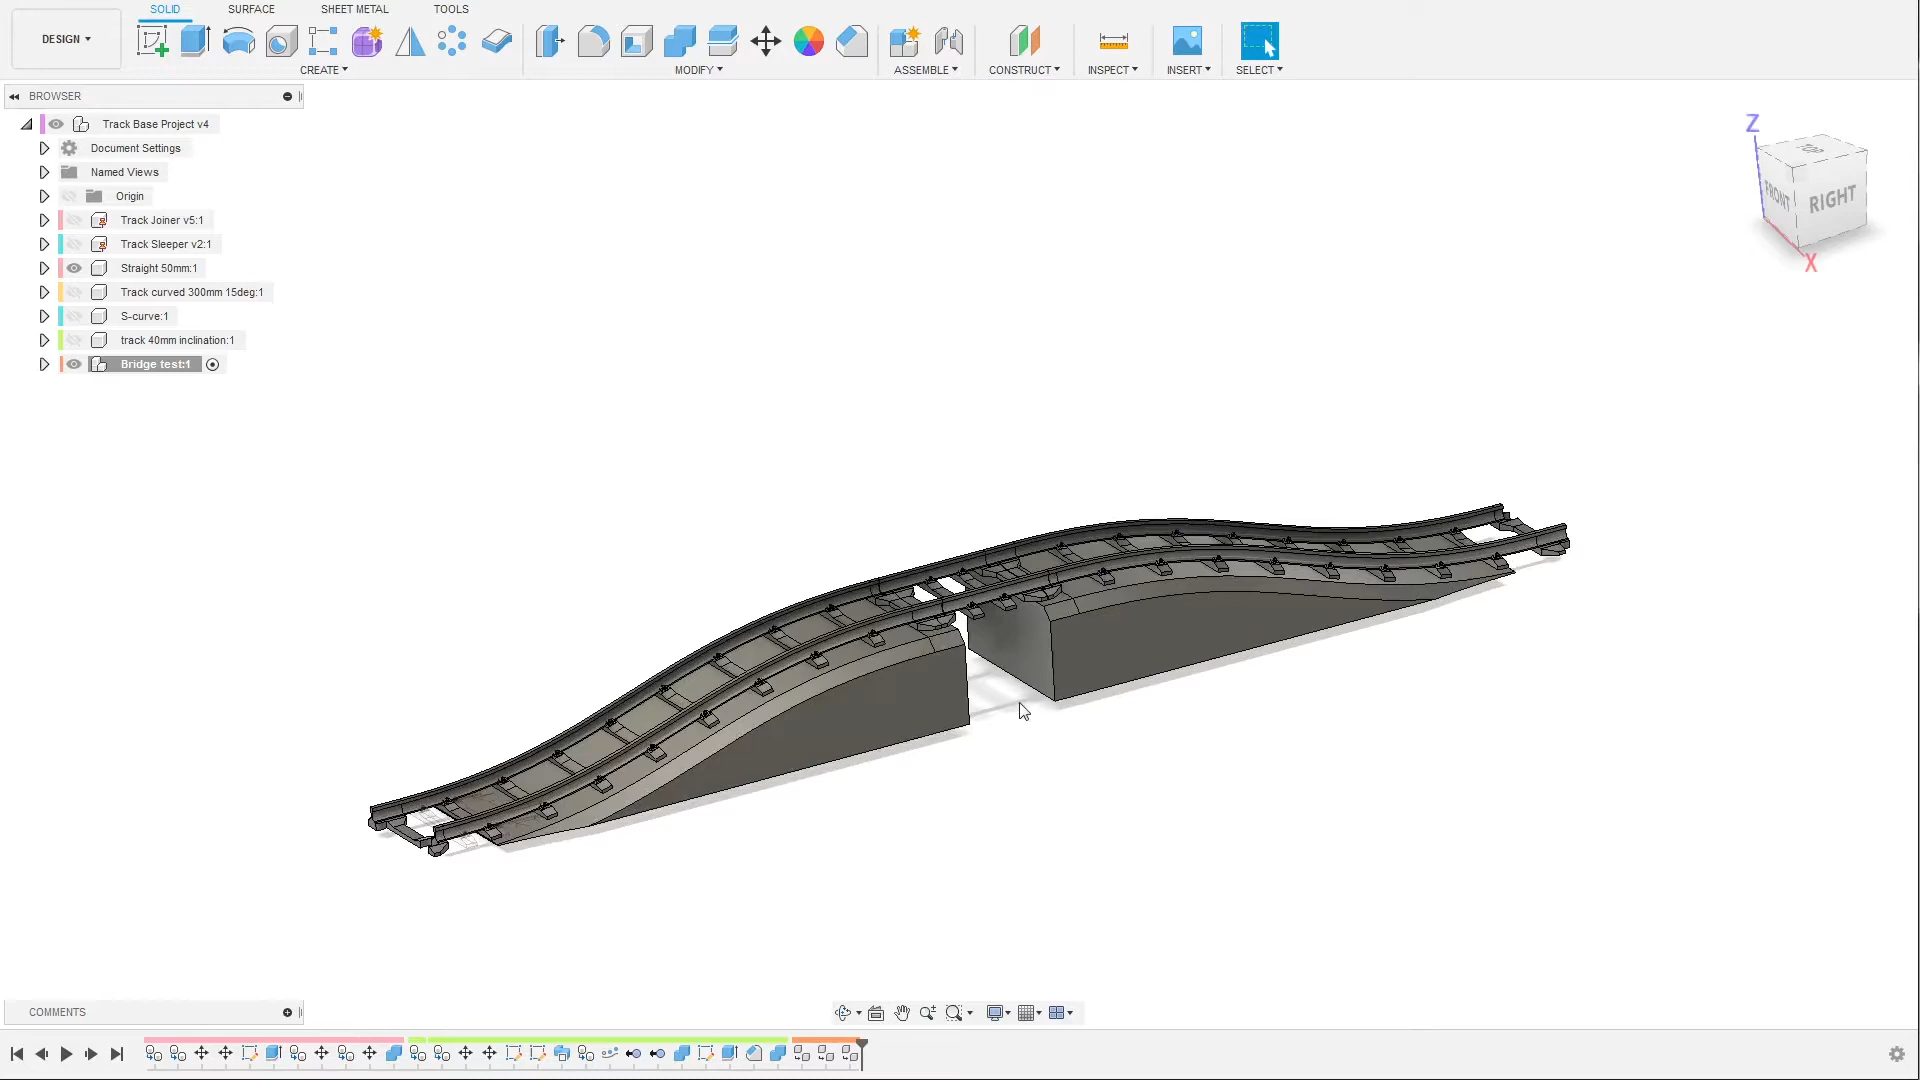 SOLID SURFACE SHEET METAL TOOLS
DESIGN
CREATE MODIFY ASSEMBLE CONSTRUCT INSPECT INSERT SELECT
BROWSER
Track Base Project v4
Document Settings
Named Views
Origin
Track Joiner v5:1
Track Sleeper v2:1
Straight 50mm:1
Track curved 300mm 15deg:1
S-curve:1
track 40mm inclination:1
Bridge test:1
Z
TOP
FRONT
RIGHT
X
COMMENTS